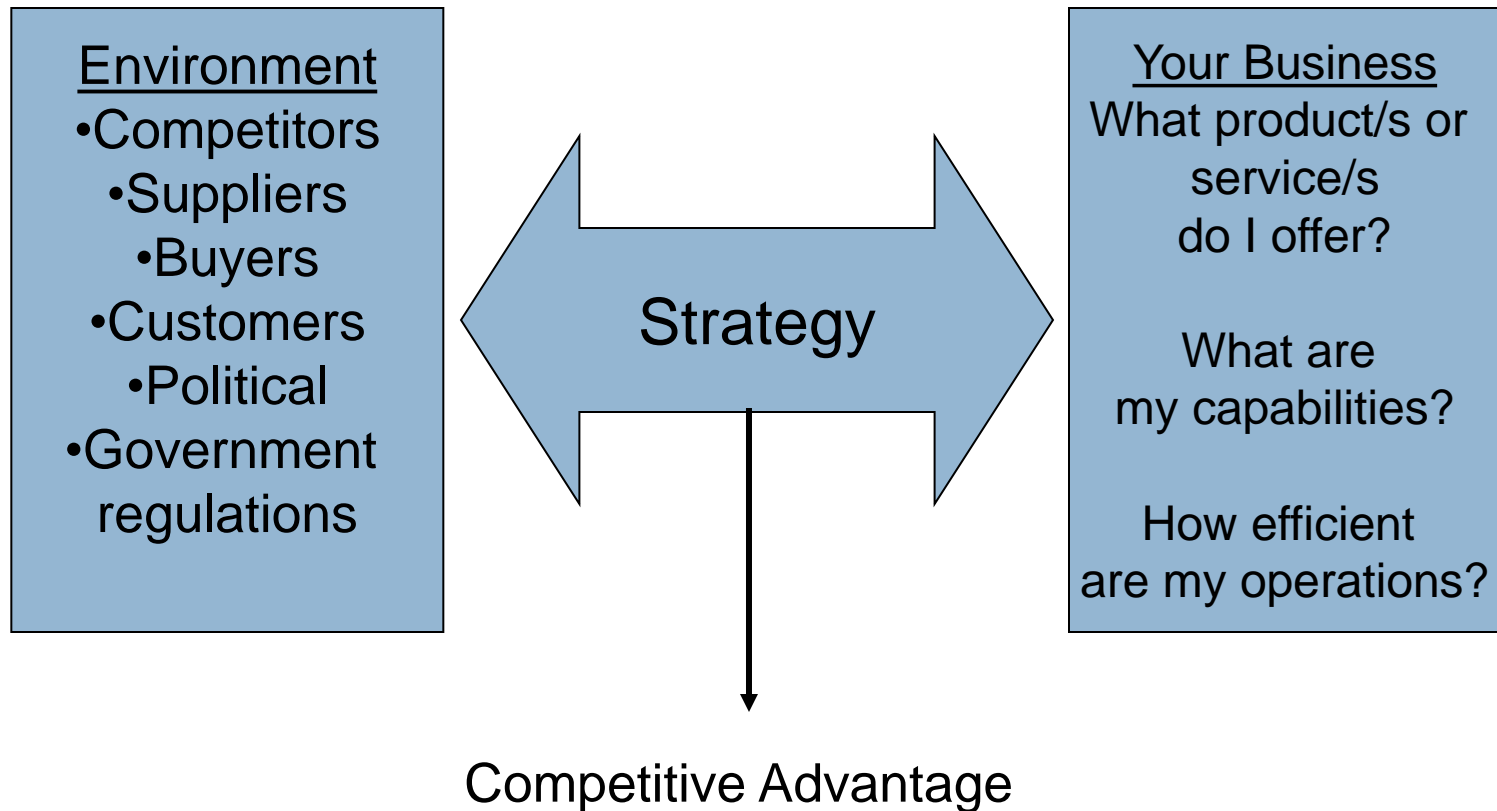 Environment
•Competitors
•Suppliers
•Buyers
•Customers
•Political
•Government
regulations
Strategy
Your Business
What product/s or
service/s
do I offer?
What are
my capabilities?
How efficient
are my operations?
Competitive Advantage